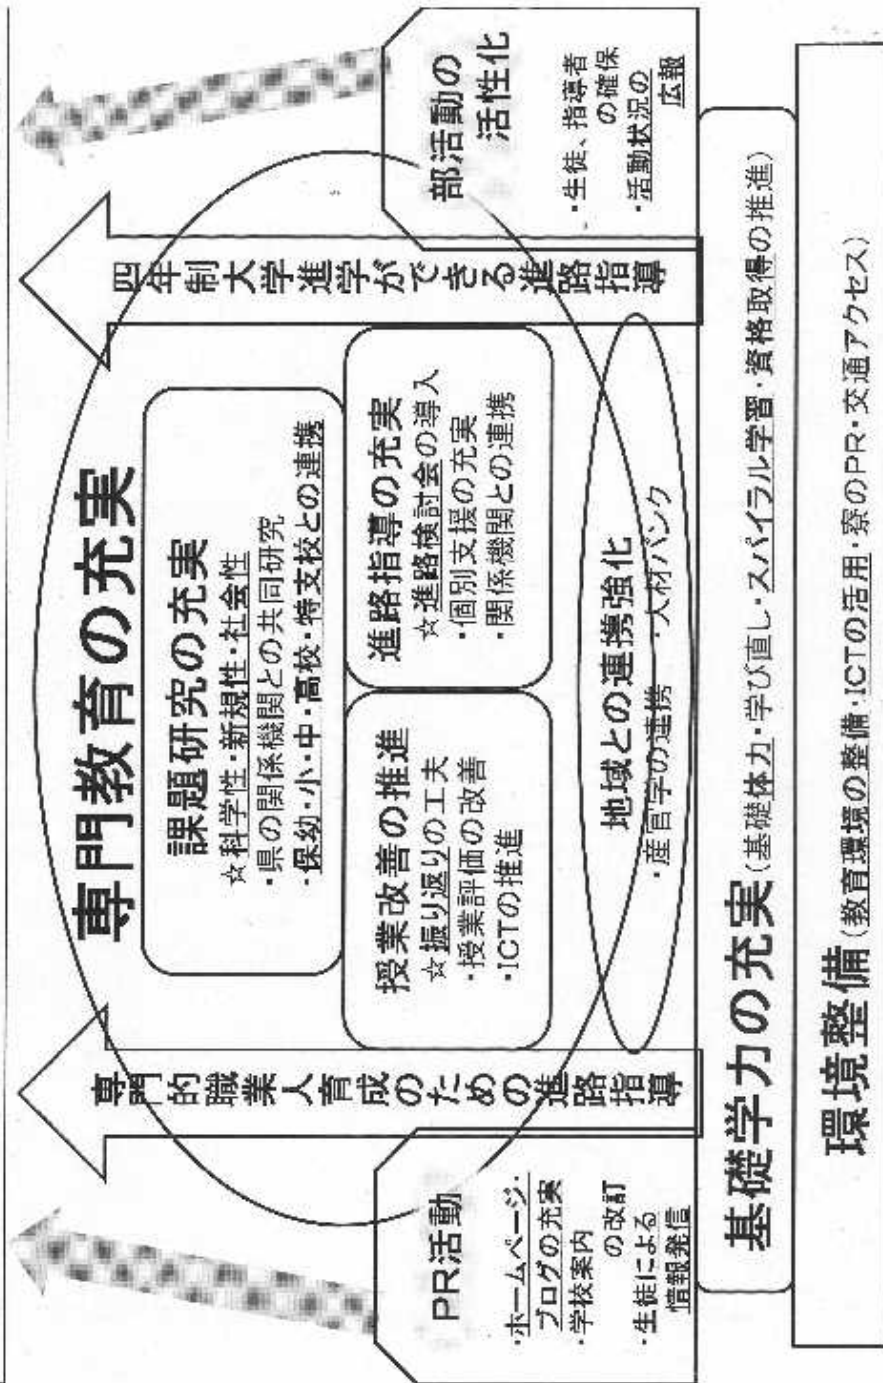 専門教育の充実
課題研究の充実
☆科学性・新規性・社会性
・県の関係機関との共同研究
・保幼・小・中・高校・特支校との連携
授業改善の推進
☆振り返りの工夫
・授業評価の改善
・ICTの推進
進路指導の充実
☆進路検討会の導入
・個別支援の充実
・関係機関との連携
地域との連携強化
・産官学の連携 ・人材バンク
専門的職業人育成のための進路指導
四年制大学進学ができる進路指導
PR活動
・ホームページ・
ブログの充実
・学校案内
の改訂
・生徒による
情報発信
部活動の
活性化
・生徒、指導者
の確保
・活動状況の
広報
基礎学力の充実(基礎体力・学び直し・スパイラル学習・資格取得の推進)
環境整備(教育環境の整備・ICTの活用・寮のPR・交通アクセス)